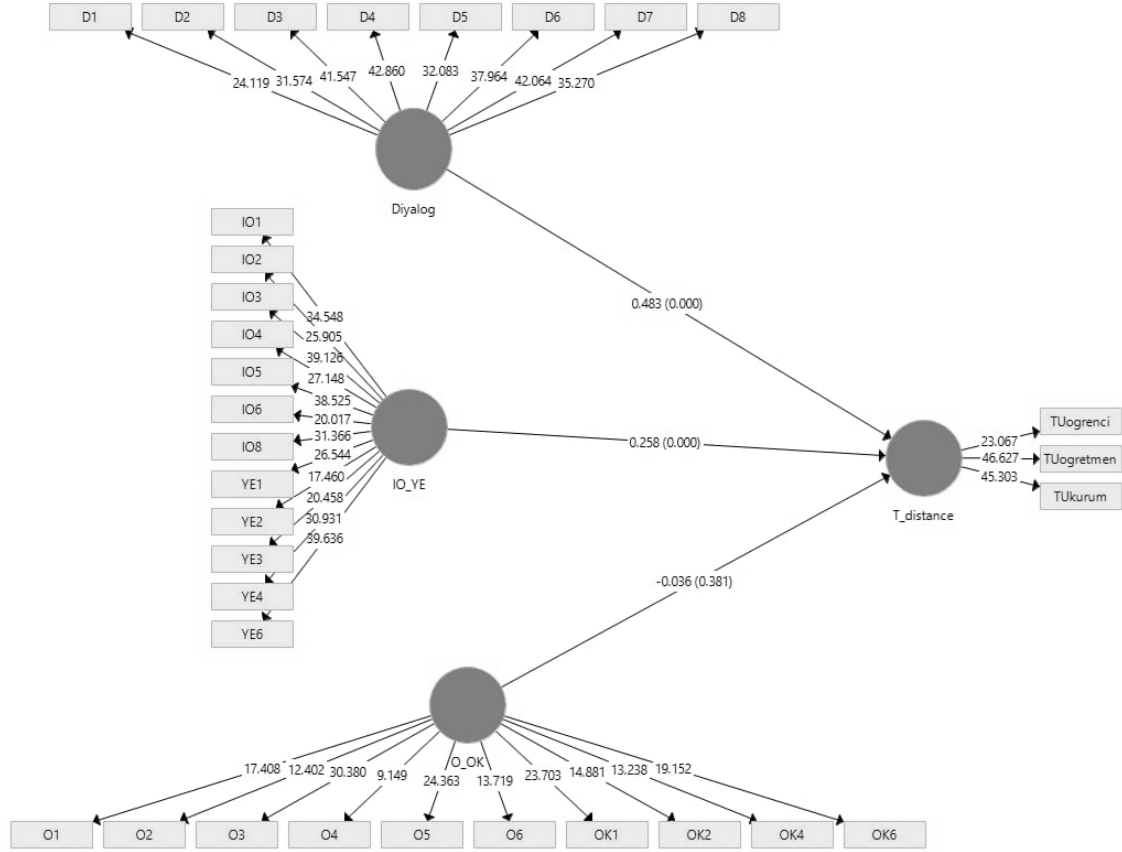 D1 D2 D3 D4 D5 D6 D7 D8
24.119 31.574 41.547 42.860 32.083 37.964 42.064 35.270
Diyalog
IO1
IO2
IO3
IO4
IO5
IO6
IO8
YE1
YE2
YE3
YE4
YE6
34.548
25.905
39.126
27.148
38.525
20.017
31.366
26.544
17.460
20.458
30.931
39.636
IO_YE
0.483 (0.000)
0.258 (0.000)
-0.036 (0.381)
T_distance
23.067
46.627
45.303
TUogrenci
TUogretmen
TUkurum
O_OK
17.408 12.402 30.380 9.149 24.363 13.719 23.703 14.881 13.238 19.152
O1 O2 O3 O4 O5 O6 OK1 OK2 OK4 OK6